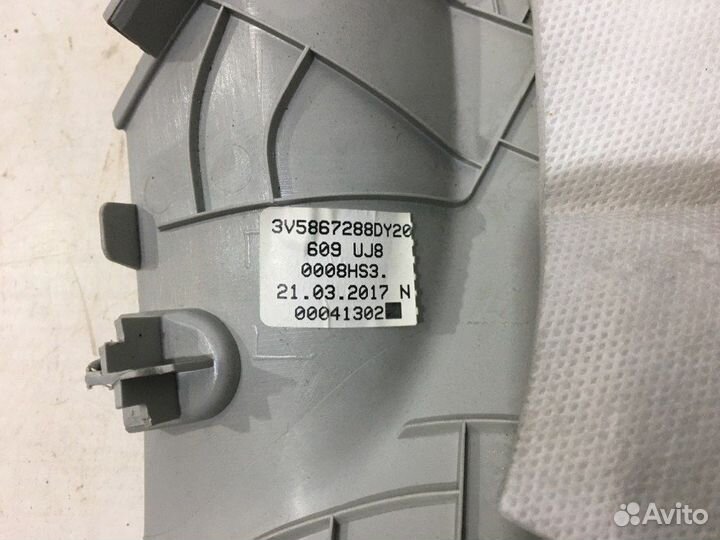 3V5867288DY20
609 UJ8
0008HS3.
21.03.2017 N
00041302
Avito